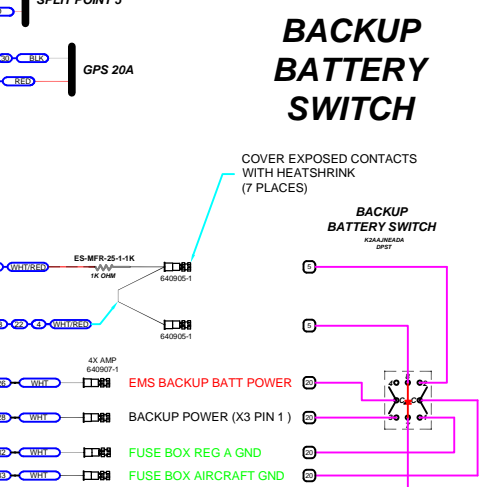 SPLIT POINT 5
BLK
GPS 20A
RED
BACKUP
BATTERY
SWITCH
COVER EXPOSED CONTACTS
WITH HEATSHRINK
(7 PLACES)
BACKUP
BATTERY SWITCH
K2AAJNEADA
DPST
WHT/RED
ES-MFR-25-1-1K
1K OHM
640905-1
5
22
4
WHT/RED
640905-1
5
4X AMP
640907-1
WHT
EMS BACKUP BATT POWER
20
WHT
BACKUP POWER (X3 PIN 1 )
20
WHT
FUSE BOX REG A GND
20
WHT
FUSE BOX AIRCRAFT GND
20